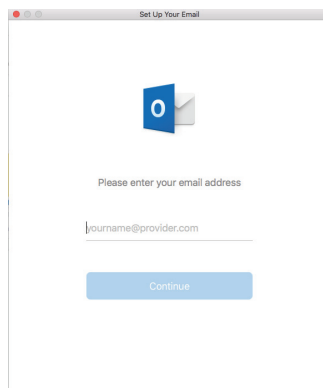 Set Up Your Email
O
Please enter your email address
yourname@provider.com
Continue